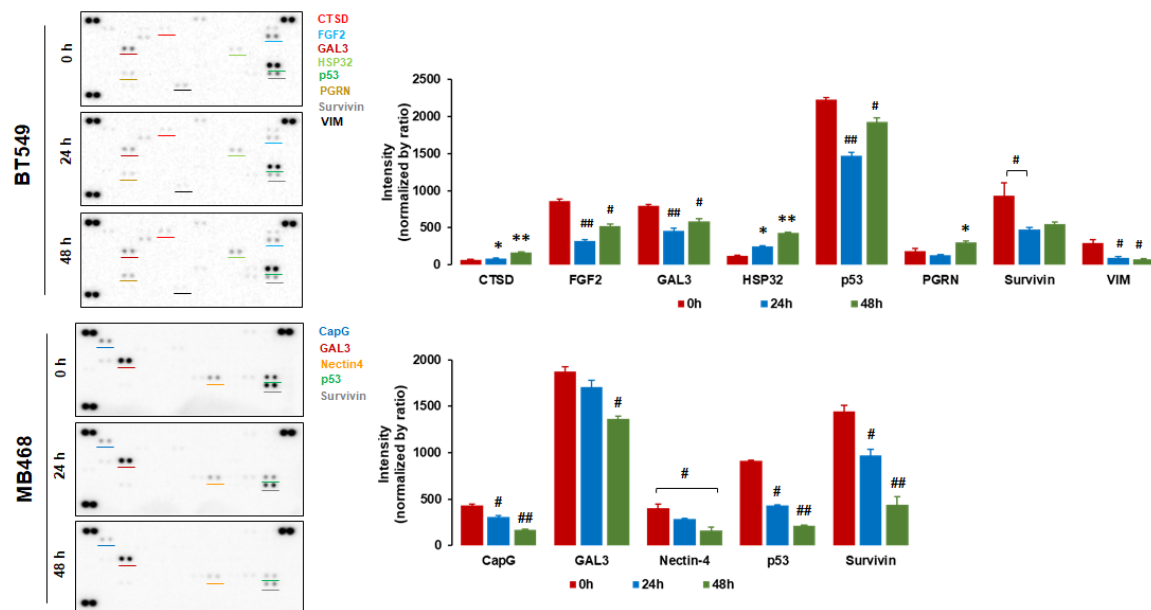 BT549
0 h
24 h
48 h
CTSD
FGF2
GAL3
HSP32
p53
PGRN
Survivin
VIM
Intensity
(normalized by ratio)
2500
2000
1500
1000
500
0
* **
## #
## #
* **
## #
*
#
# #
CTSD FGF2 GAL3 HSP32 p53 PGRN Survivin VIM
0h 24h 48h
MB468
0 h
24 h
48 h
CapG
GAL3
Nectin4
p53
Survivin
Intensity
(normalized by ratio)
2000
1500
1000
500
0
# ##
#
#
# ##
# ##
CapG GAL3 Nectin-4 p53 Survivin
0h 24h 48h